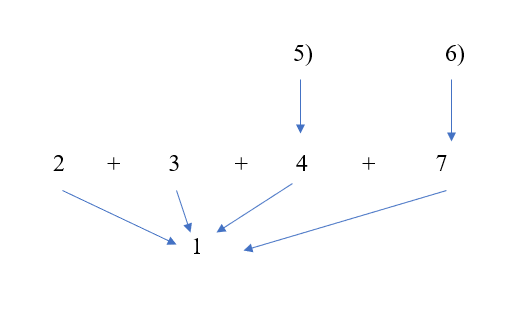 5) 6)
2 + 3 + 4 + 7
1